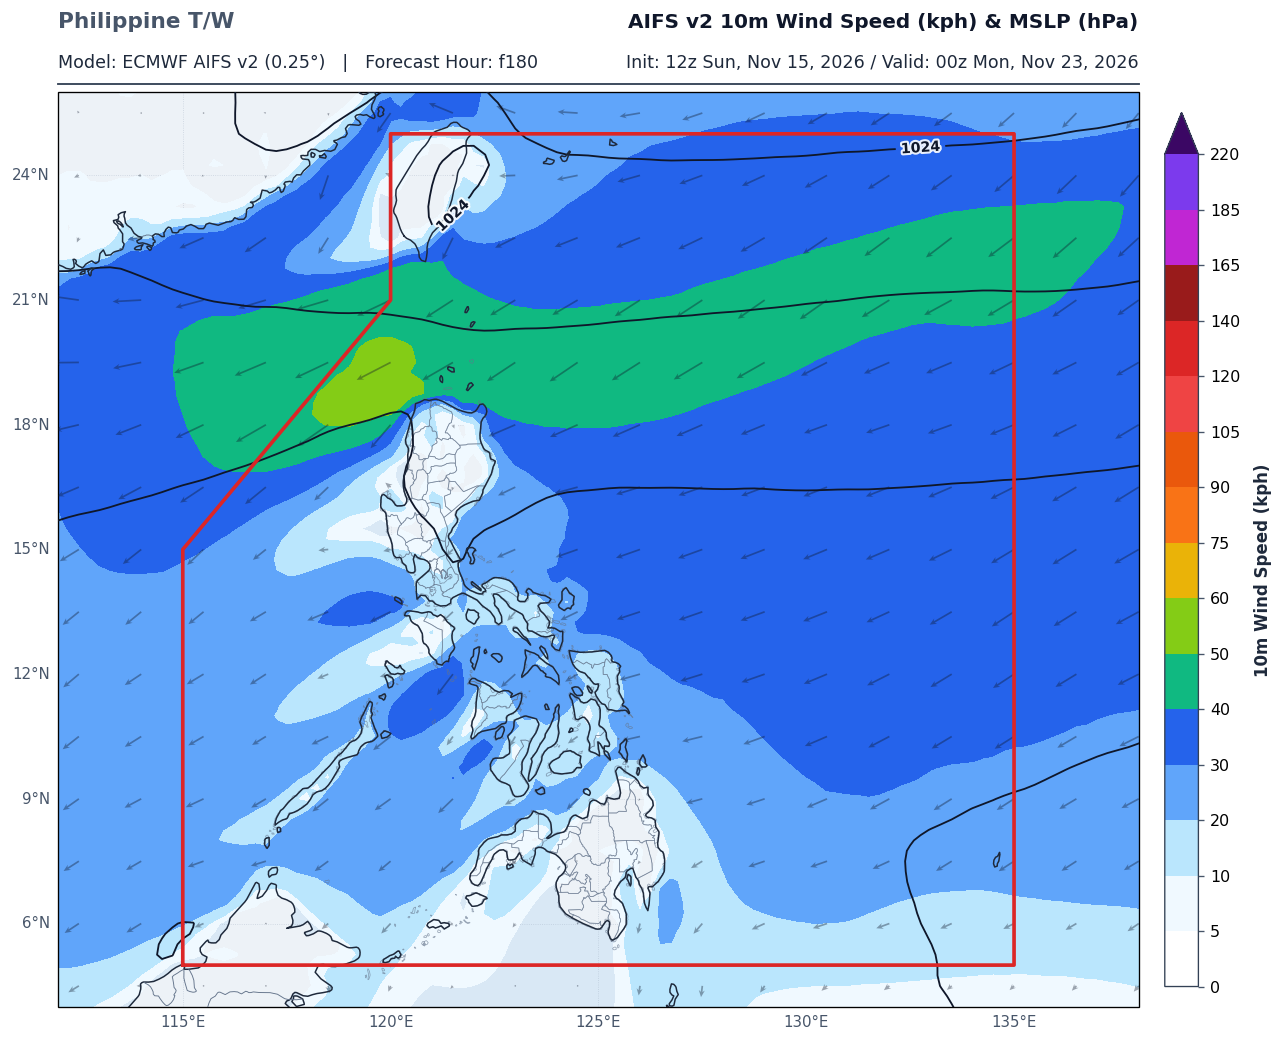 Philippine T/W
AIFS v2 10m Wind Speed (kph) & MSLP (hPa)
Model: ECMWF AIFS v2 (0.25°)   |   Forecast Hour: f180
Init: 12z Sun, Nov 15, 2026 / Valid: 00z Mon, Nov 23, 2026
1024
1024
24°N
21°N
18°N
15°N
12°N
9°N
6°N
115°E
120°E
125°E
130°E
135°E
220
185
165
140
120
105
90
75
60
50
40
30
20
10
5
0
10m Wind Speed (kph)